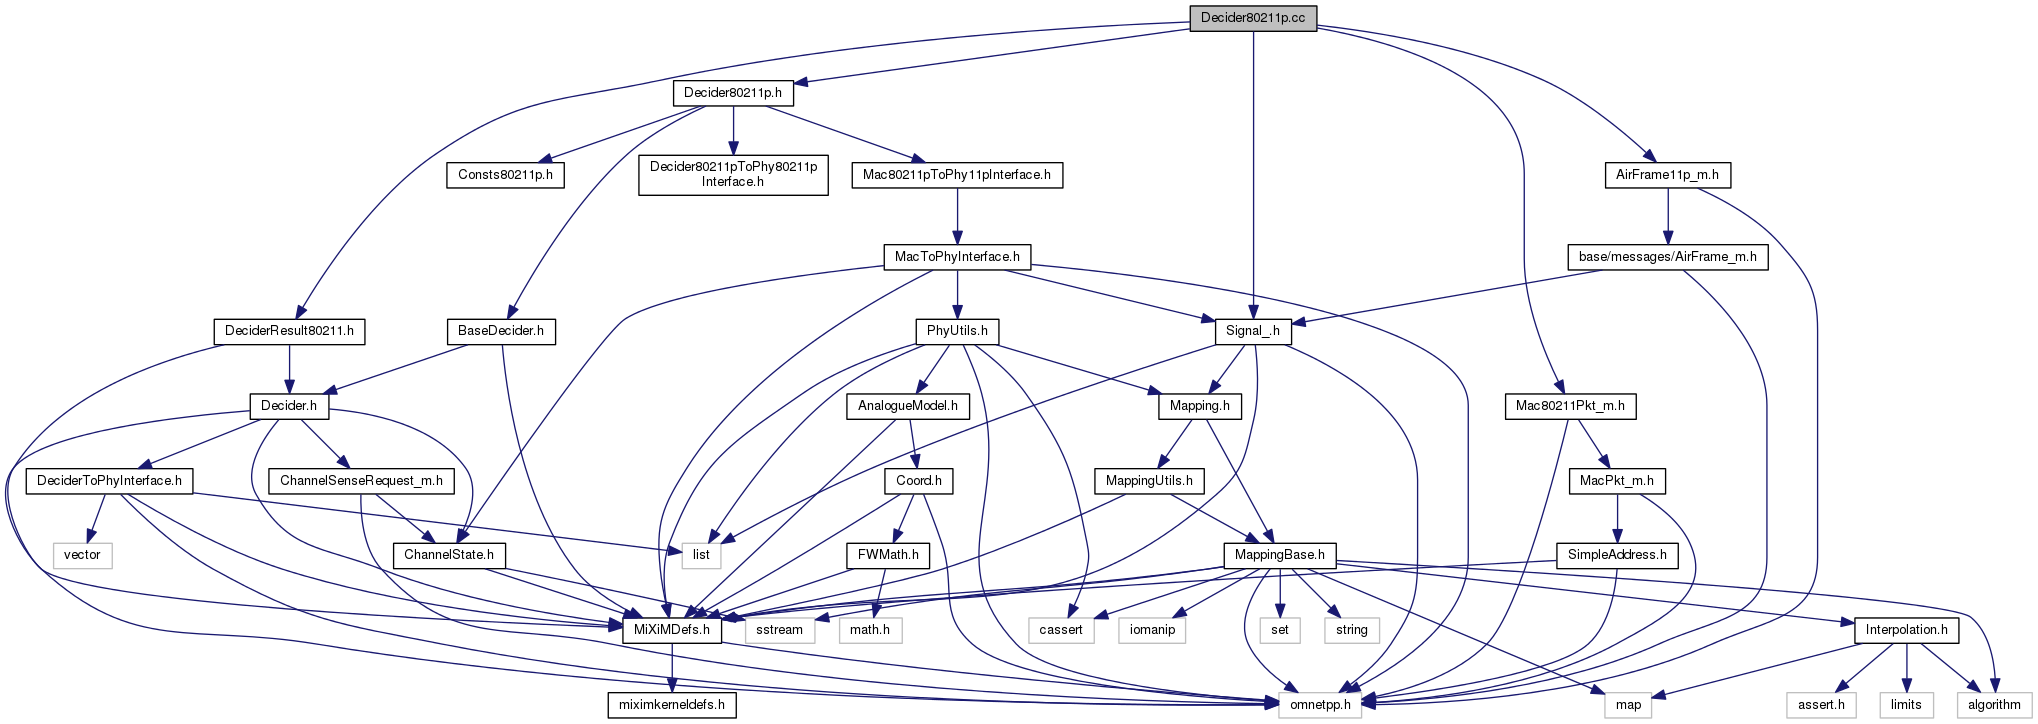 Decider80211p.cc
Decider80211p.h
Consts80211p.h
Decider80211pToPhy80211p
Interface.h
Mac80211pToPhy11pInterface.h
AirFrame11p_m.h
MacToPhyInterface.h
base/messages/AirFrame_m.h
DeciderResult80211.h
BaseDecider.h
PhyUtils.h
Signal_.h
Decider.h
AnalogueModel.h
Mapping.h
Mac80211Pkt_m.h
DeciderToPhyInterface.h
ChannelSenseRequest_m.h
Coord.h
MappingUtils.h
MacPkt_m.h
vector
ChannelState.h
list
FWMath.h
MappingBase.h
SimpleAddress.h
MiXiMDefs.h
sstream
math.h
cassert
iomanip
set
string
Interpolation.h
miximkerneldefs.h
omnetpp.h
map
assert.h
limits
algorithm